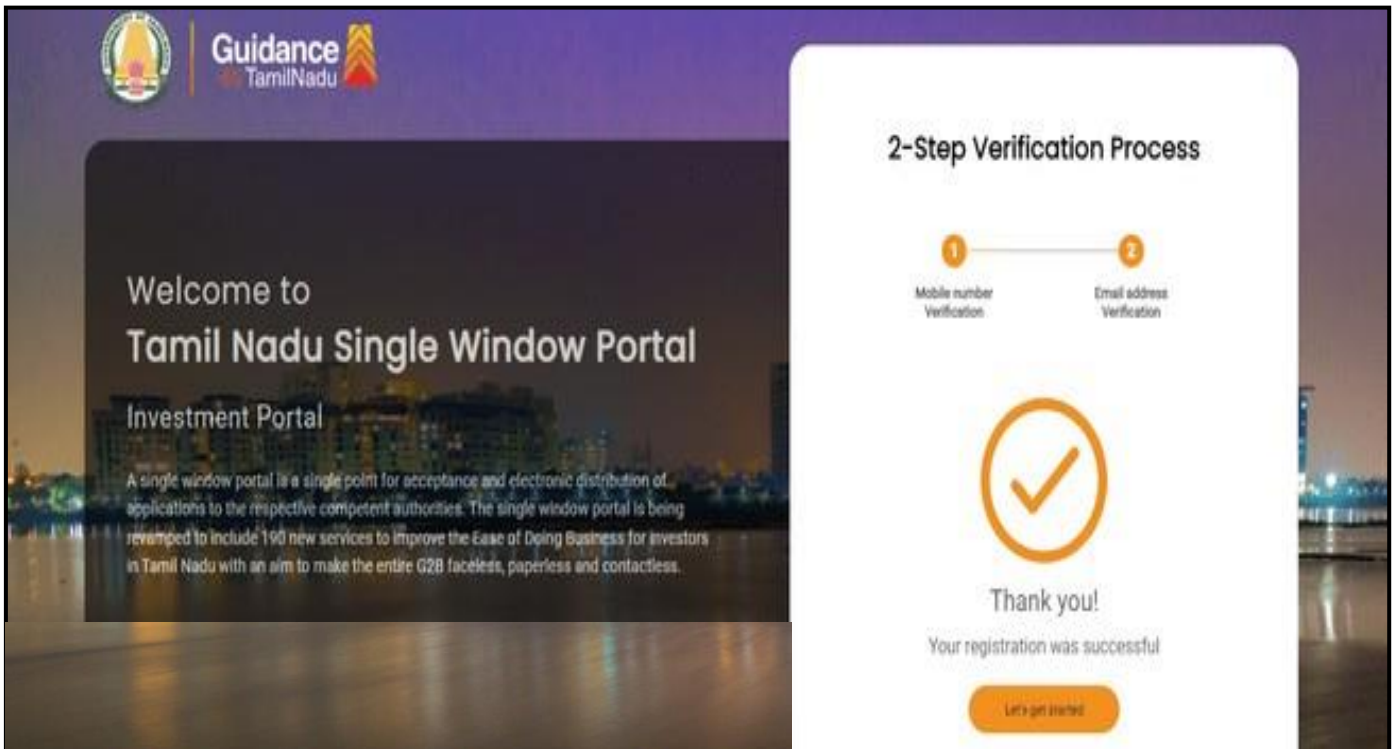 Guidance
TamilNadu
Welcome to
Tamil Nadu Single Window Portal
Investment Portal
A single window portal is a single point for acceptance and electronic distribution of
applications to the respective competent authorities. The single window portal is being
revamped to include 190 new services to improve the Ease of Doing Business for investors
in Tamil Nadu with an aim to make the entire G2B faceless, paperless and contactless.
2-Step Verification Process
1
2
Mobile number
Verification
Email address
Verification
Thank you!
Your registration was successful
Let's get started